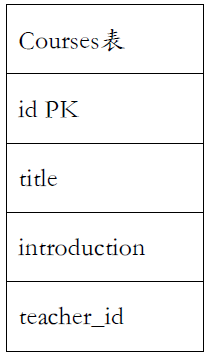 Courses表
id PK
title
introduction
teacher_id